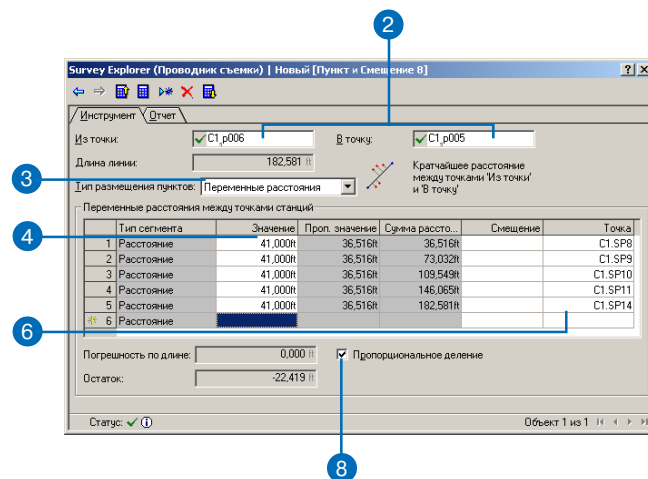 2
Survey Explorer (Проводник съемки) | Новый [Пункт и Смещение 8]
Инструмент Отчет
Из точки: C1_p006 В точку: C1_p005
Длина линии: 182,581 ft Кратчайшее расстояние между точками 'Из точки' и 'В точку'
3
Тип размещения пунктов: Переменные расстояния
Переменные расстояния между точками станций
4
Тип сегмента Значение Проп. значение Сумма рассто... Смещение Точка
1 Расстояние 41,000ft 36,516ft 36,516ft C1.SP8
2 Расстояние 41,000ft 36,516ft 73,032ft C1.SP9
3 Расстояние 41,000ft 36,516ft 109,549ft C1.SP10
4 Расстояние 41,000ft 36,516ft 146,065ft C1.SP11
5 Расстояние 41,000ft 36,516ft 182,581ft C1.SP14
6 Расстояние
6
Погрешность по длине: 0,000 ft Пропорциональное деление
Остаток: -22,419 ft
Статус: Объект 1 из 1
8